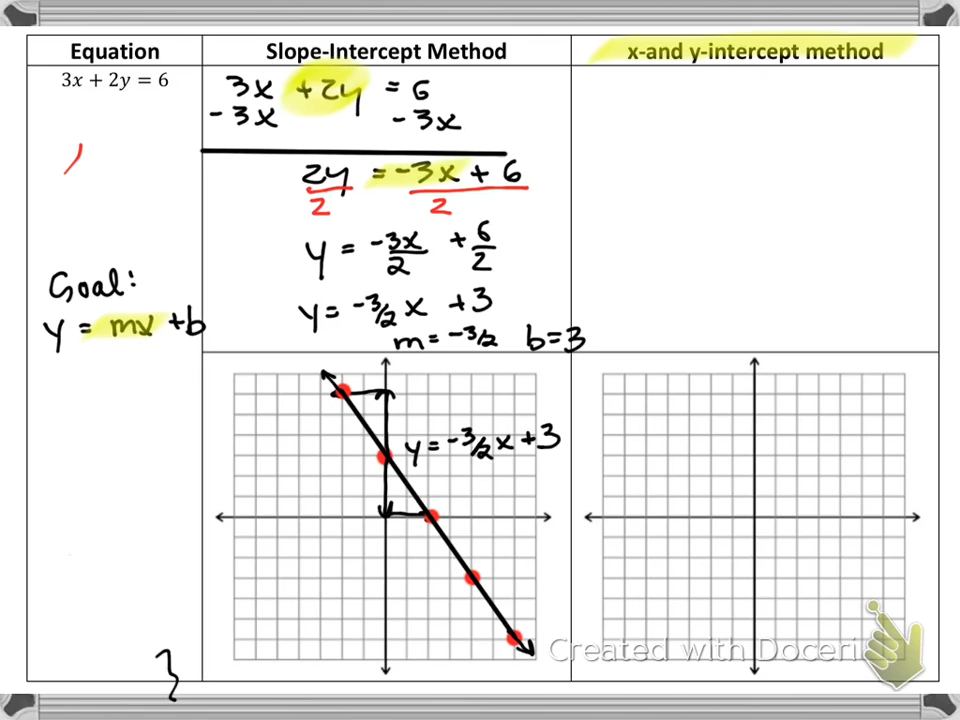 Equation
Slope-Intercept Method
x-and y-intercept method
3x + 2y = 6
3x + 2y = 6
- 3x - 3x
2y = -3x + 6
2 2
y = -3x/2 + 6/2
y = -3/2 x + 3
m = -3/2 b = 3
Goal:
y = mx + b
y = -3/2 x + 3
Created with Doceri